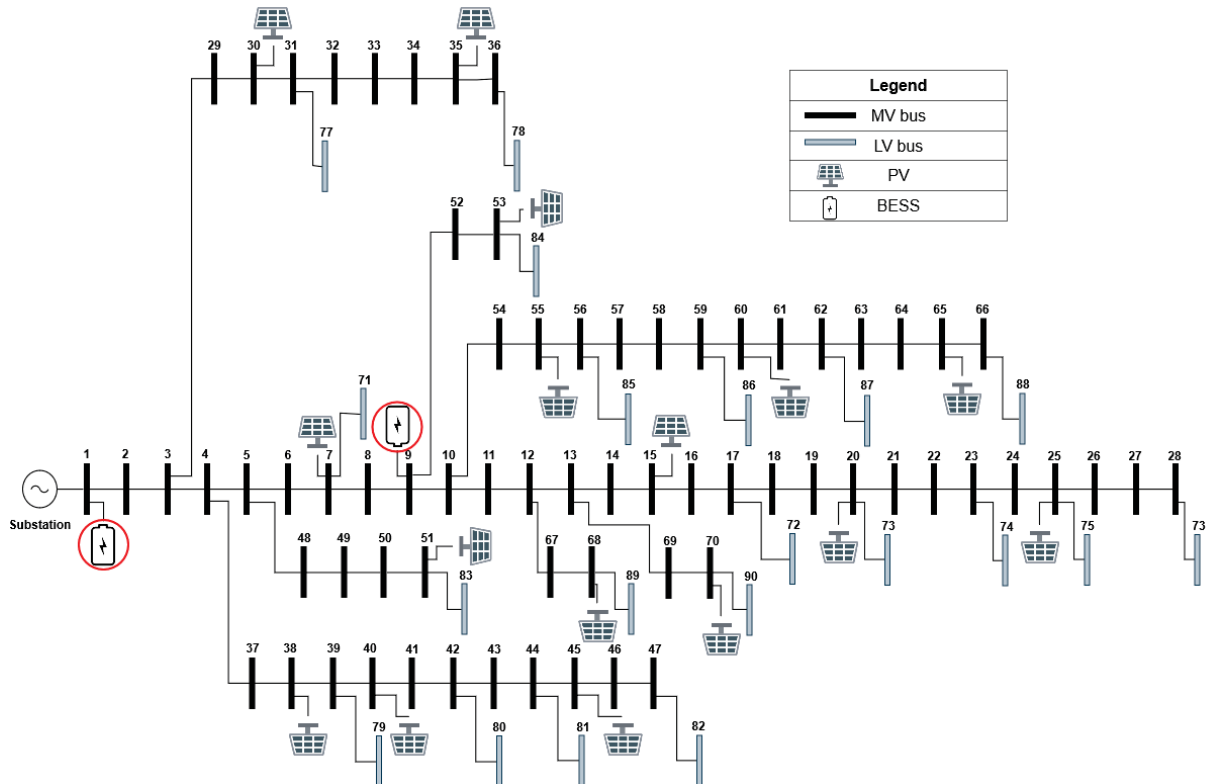 29 30 31 32 33 34 35 36
77 78
Legend
MV bus
LV bus
PV
BESS
52 53
84
54 55 56 57 58 59 60 61 62 63 64 65 66
71 85 86 87 88
1 2 3 4 5 6 7 8 9 10 11 12 13 14 15 16 17 18 19 20 21 22 23 24 25 26 27 28
Substation
72 73 74 75 73
48 49 50 51 67 68 69 70
83 89 90
37 38 39 40 41 42 43 44 45 46 47
79 80 81 82